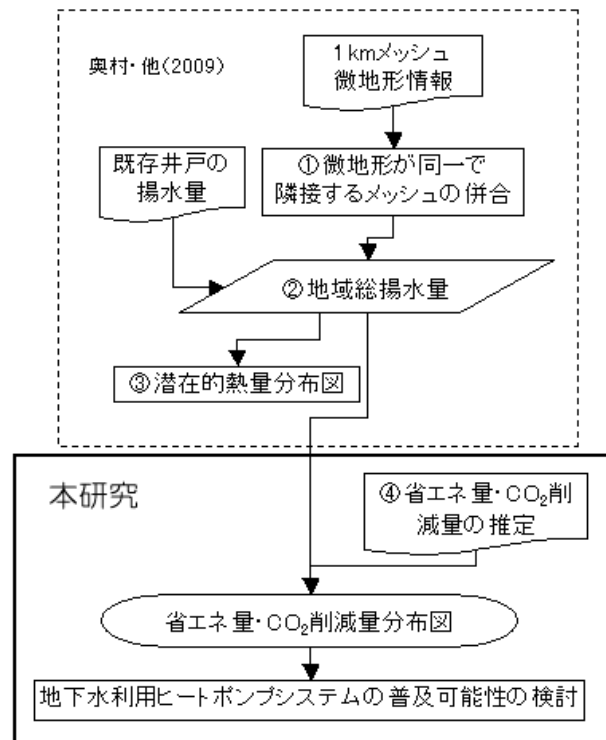 奥村・他(2009)
1kmメッシュ
微地形情報
既存井戸の
揚水量
①微地形が同一で
隣接するメッシュの併合
②地域総揚水量
③潜在的熱量分布図
本研究
④省エネ量・CO₂削
減量の推定
省エネ量・CO₂削減量分布図
地下水利用ヒートポンプシステムの普及可能性の検討